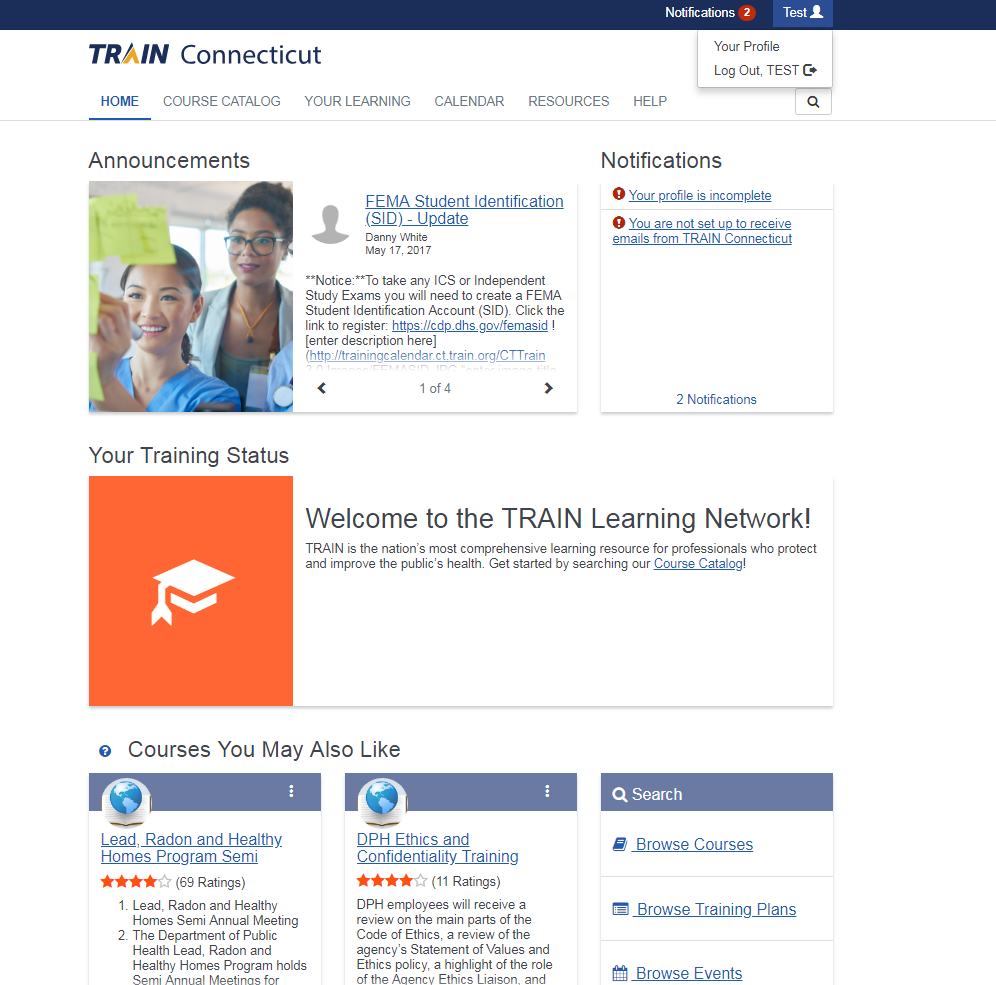 Notifications 2 Test
Your Profile
Log Out, TEST
TRAIN Connecticut
HOME COURSE CATALOG YOUR LEARNING CALENDAR RESOURCES HELP
Announcements
FEMA Student Identification
(SID) - Update
Danny White
May 17, 2017
**Notice:**To take any ICS or Independent
Study Exams you will need to create a FEMA
Student Identification Account (SID). Click the
link to register: https://cdp.dhs.gov/femasid !
[enter description here]
(http://trainingcalendar.ct.train.org/CTTrain
1 of 4
Notifications
Your profile is incomplete
You are not set up to receive
emails from TRAIN Connecticut
2 Notifications
Your Training Status
Welcome to the TRAIN Learning Network!
TRAIN is the nation's most comprehensive learning resource for professionals who protect
and improve the public's health. Get started by searching our Course Catalog!
? Courses You May Also Like
Lead, Radon and Healthy
Homes Program Semi
(69 Ratings)
1. Lead, Radon and Healthy
Homes Semi Annual Meeting
2. The Department of Public
Health Lead, Radon and
Healthy Homes Program holds
Semi Annual Meetings for
DPH Ethics and
Confidentiality Training
(11 Ratings)
DPH employees will receive a
review on the main parts of the
Code of Ethics, a review of the
agency's Statement of Values and
Ethics policy, a highlight of the role
of the Agency Ethics Liaison, and
Search
Browse Courses
Browse Training Plans
Browse Events